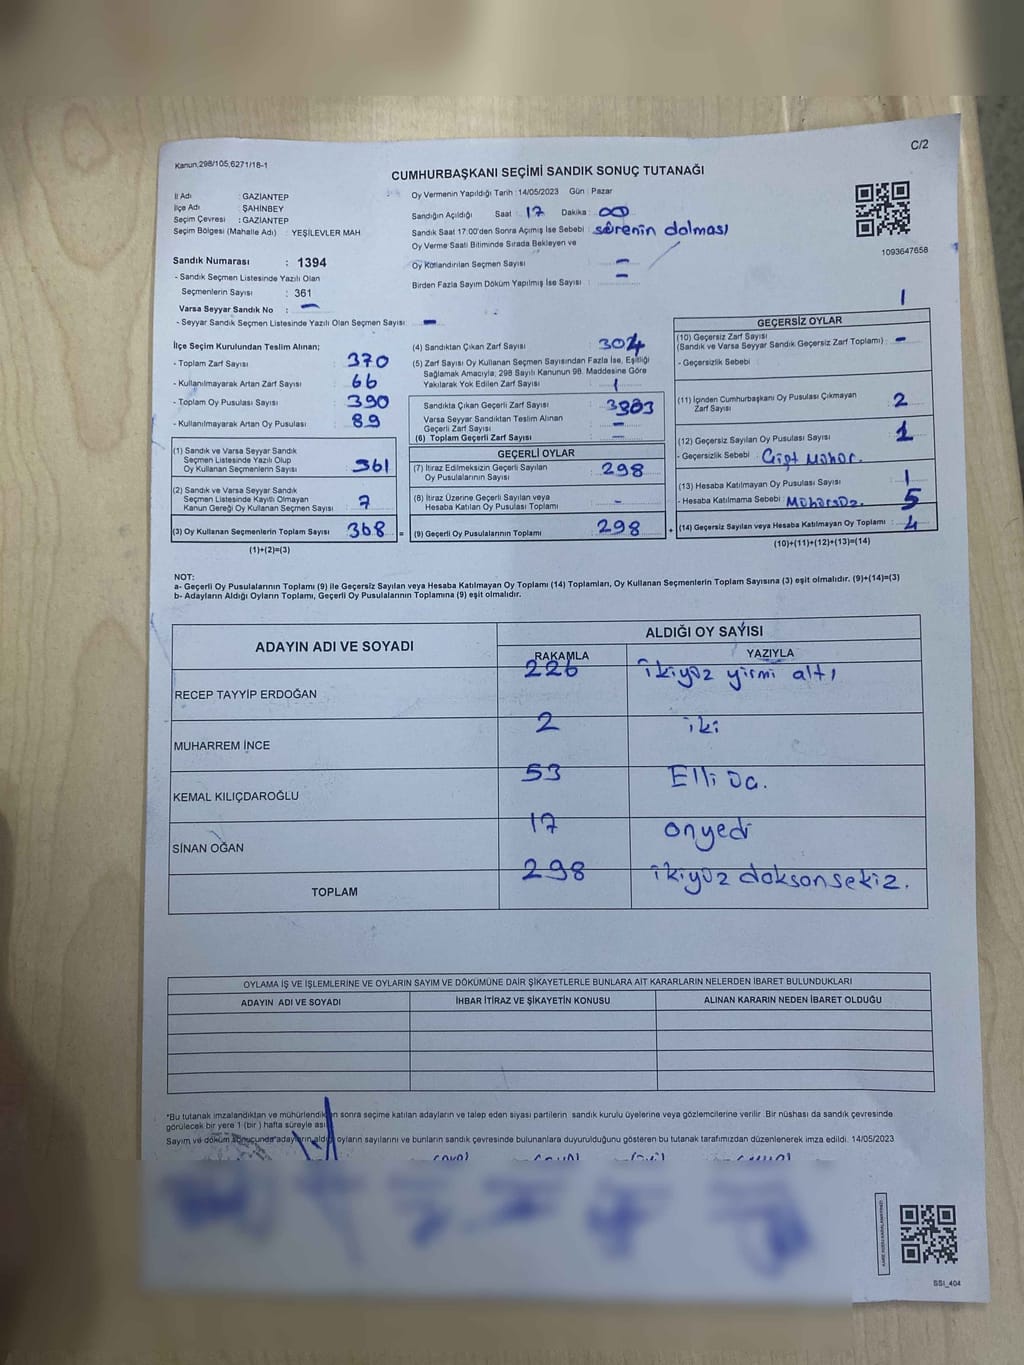 Kanun,298/105,6271/18-1
C/2
CUMHURBAŞKANI SEÇİMİ SANDIK SONUÇ TUTANAĞI
İl Adı : GAZİANTEP
İlçe Adı : ŞAHİNBEY
Seçim Çevresi : GAZİANTEP
Seçim Bölgesi (Mahalle Adı) : YEŞİLEVLER MAH
Sandık Numarası : 1394
- Sandık Seçmen Listesinde Yazılı Olan
Seçmenlerin Sayısı : 361
Varsa Seyyar Sandık No : -
- Seyyar Sandık Seçmen Listesinde Yazılı Olan Seçmen Sayısı : -
Oy Vermenin Yapıldığı Tarih : 14/05/2023 Gün : Pazar
Sandığın Açıldığı Saat : 17 Dakika : 00
Sandık Saat 17.00'den Sonra Açımış İse Sebebi : sürenin dolması
Oy Verme Saati Bitiminde Sırada Bekleyen ve
Oy Kullandırılan Seçmen Sayısı : -
Birden Fazla Sayım Döküm Yapılmış İse Sayısı : -
1093647658
İlçe Seçim Kurulundan Teslim Alınan;
- Toplam Zarf Sayısı : 370
- Kullanılmayarak Artan Zarf Sayısı : 66
- Toplam Oy Pusulası Sayısı : 390
- Kullanılmayarak Artan Oy Pusulası : 89
(1) Sandık ve Varsa Seyyar Sandık
Seçmen Listesinde Yazılı Olup
Oy Kullanan Seçmenlerin Sayısı 361
(2) Sandık ve Varsa Seyyar Sandık
Seçmen Listesinde Kayıtlı Olmayan
Kanun Gereği Oy Kullanan Seçmen Sayısı 7
(3) Oy Kullanan Seçmenlerin Toplam Sayısı 368
(1)+(2)=(3)
(4) Sandıktan Çıkan Zarf Sayısı : 304
(5) Zarf Sayısı Oy Kullanan Seçmen Sayısından Fazla İse, Eşitliği
Sağlamak Amacıyla, 298 Sayılı Kanunun 98. Maddesine Göre
Yakılarak Yok Edilen Zarf Sayısı : 1
Sandıkta Çıkan Geçerli Zarf Sayısı : 303
Varsa Seyyar Sandıktan Teslim Alınan
Geçerli Zarf Sayısı : -
(6) Toplam Geçerli Zarf Sayısı : -
GEÇERLİ OYLAR
(7) İtiraz Edilmeksizin Geçerli Sayılan
Oy Pusulalarının Sayısı : 298
(8) İtiraz Üzerine Geçerli Sayılan veya
Hesaba Katılan Oy Pusulası Toplamı : -
= (9) Geçerli Oy Pusulalarının Toplamı : 298
1
GEÇERSİZ OYLAR
(10) Geçersiz Zarf Sayısı
(Sandık ve Varsa Seyyar Sandık Geçersiz Zarf Toplamı) : -
- Geçersizlik Sebebi
(11) İçinden Cumhurbaşkanı Oy Pusulası Çıkmayan
Zarf Sayısı : 2
(12) Geçersiz Sayılan Oy Pusulası Sayısı : 1
- Geçersizlik Sebebi : Çift Mühür.
(13) Hesaba Katılmayan Oy Pusulası Sayısı : 1
- Hesaba Katılmama Sebebi : Mühürsüz. 5
+ (14) Geçersiz Sayılan veya Hesaba Katılmayan Oy Toplamı : 4
(10)+(11)+(12)+(13)=(14)
NOT:
a- Geçerli Oy Pusulalarının Toplamı (9) ile Geçersiz Sayılan veya Hesaba Katılmayan Oy Toplamı (14) Toplamları, Oy Kullanan Seçmenlerin Toplam Sayısına (3) eşit olmalıdır. (9)+(14)=(3)
b- Adayların Aldığı Oyların Toplamı, Geçerli Oy Pusulalarının Toplamına (9) eşit olmalıdır.
ADAYIN ADI VE SOYADI
ALDIĞI OY SAYISI
RAKAMLA YAZIYLA
RECEP TAYYİP ERDOĞAN 226 ikiyüz yirmi altı
MUHARREM İNCE 2 iki
KEMAL KILIÇDAROĞLU 53 Elli üç.
SİNAN OĞAN 17 onyedi
TOPLAM 298 ikiyüz doksonsekiz.
OYLAMA İŞ VE İŞLEMLERİNE VE OYLARIN SAYIM VE DÖKÜMÜNE DAİR ŞİKAYETLERLE BUNLARA AİT KARARLARIN NELERDEN İBARET BULUNDUKLARI
ADAYIN ADI VE SOYADI İHBAR İTİRAZ VE ŞİKAYETİN KONUSU ALINAN KARARIN NEDEN İBARET OLDUĞU
*Bu tutanak imzalandıktan ve mühürlendikten sonra seçime katılan adayların ve talep eden siyasi partilerin sandık kurulu üyelerine veya gözlemcilerine verilir. Bir nüshası da sandık çevresinde
görülecek bir yere 1 (bir) hafta süreyle ası
Sayım ve döküm sonucunda adayların aldığı oyların sayılarını ve bunların sandık çevresinde bulunanlara duyurulduğunu gösteren bu tutanak tarafımızdan düzenlenerek imza edildi. 14/05/2023
SSI_404